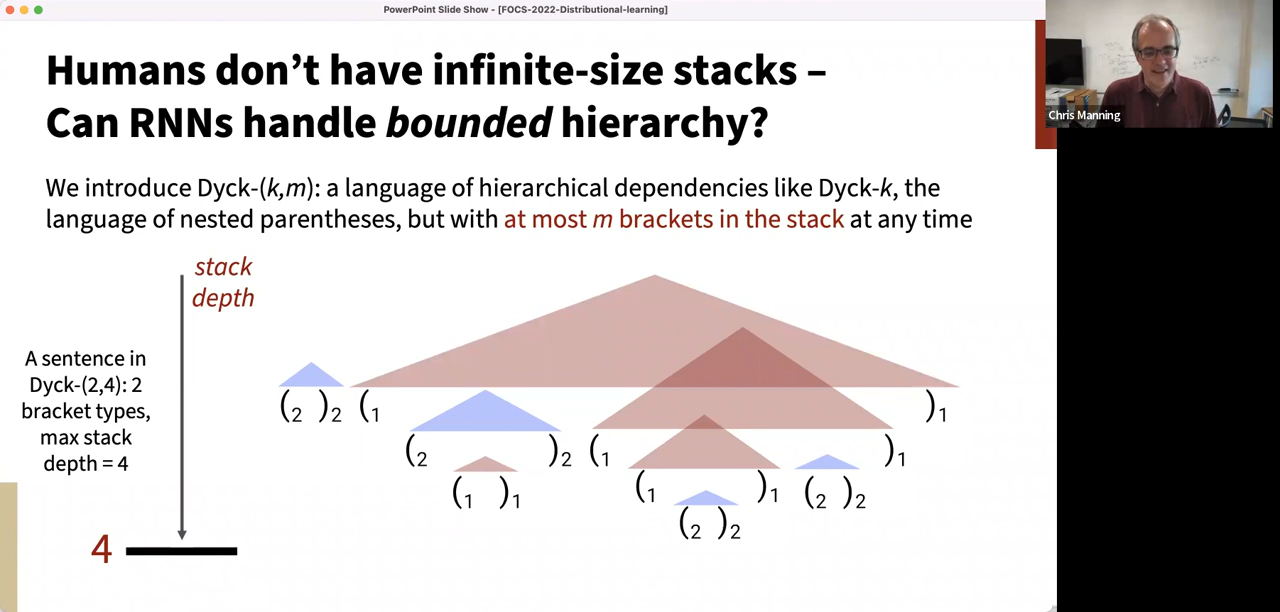 PowerPoint Slide Show - [FOCS-2022-Distributional-learning]
Humans don’t have infinite-size stacks –
Can RNNs handle bounded hierarchy?
Chris Manning
We introduce Dyck-(k,m): a language of hierarchical dependencies like Dyck-k, the
language of nested parentheses, but with at most m brackets in the stack at any time
stack
depth
A sentence in
Dyck-(2,4): 2
bracket types,
max stack
depth = 4
4
(2 )2 (1 )1
(2 )2 (1 )1
(1 )1 (1 )1 (2 )2
(2 )2